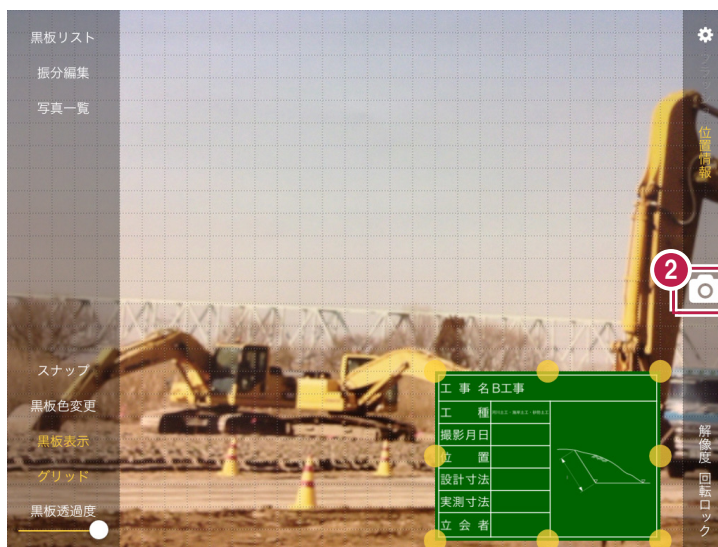 黒板リスト
振分編集
写真一覧
スナップ
黒板色変更
黒板表示
グリッド
黒板透過度
位置情報
2
解像度
回転ロック
工事名 B工事
工種
撮影月日
位置
設計寸法
実測寸法
立会者